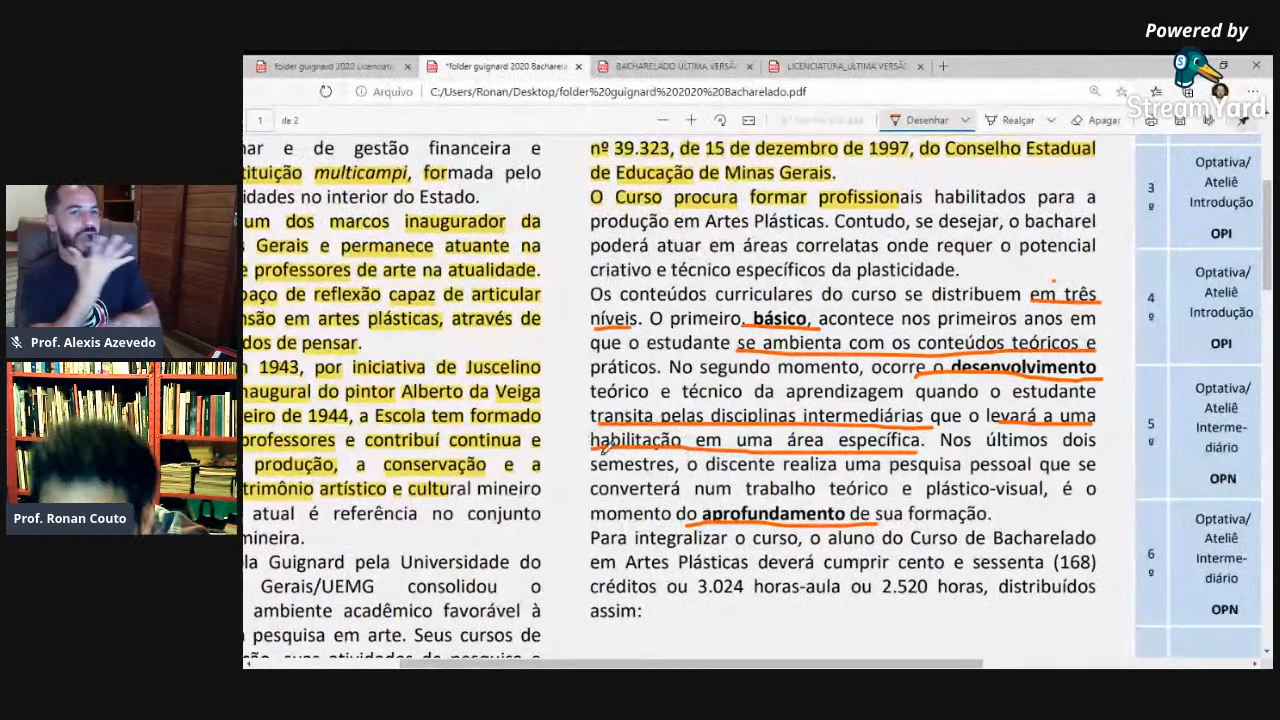 Powered by
StreamYard
folder guignard 2020 Licenciatu
*folder guignard 2020 Bacharela
BACHARELADO ÚLTIMA VERSÃ
LICENCIATURA_ULTIMA VERSÃ
Arquivo
C:/Users/Ronan/Desktop/folder%20guignard%202020%20Bacharelado.pdf
1 de 2
Desenhar
Realçar
Apagar
e de gestão financeira e
tituição multicampi, formada pelo
idades no interior do Estado.
um dos marcos inaugurador da
Gerais e permanece atuante na
e professores de arte na atualidade.
paço de reflexão capaz de articular
nsão em artes plásticas, através de
dos de pensar.
1943, por iniciativa de Juscelino
naugural do pintor Alberto da Veiga
eiro de 1944, a Escola tem formado
professores e contribuí continua e
produção, a conservação e a
trimônio artístico e cultural mineiro
atual é referência no conjunto
mineira.
la Guignard pela Universidade do
Gerais/UEMG consolidou o
ambiente acadêmico favorável à
pesquisa em arte. Seus cursos de
nº 39.323, de 15 de dezembro de 1997, do Conselho Estadual
de Educação de Minas Gerais.
O Curso procura formar profissionais habilitados para a
produção em Artes Plásticas. Contudo, se desejar, o bacharel
poderá atuar em áreas correlatas onde requer o potencial
criativo e técnico específicos da plasticidade.
Os conteúdos curriculares do curso se distribuem em três
níveis. O primeiro, básico, acontece nos primeiros anos em
que o estudante se ambienta com os conteúdos teóricos e
práticos. No segundo momento, ocorre o desenvolvimento
teórico e técnico da aprendizagem quando o estudante
transita pelas disciplinas intermediárias que o levará a uma
habilitação em uma área específica. Nos últimos dois
semestres, o discente realiza uma pesquisa pessoal que se
converterá num trabalho teórico e plástico-visual, é o
momento do aprofundamento de sua formação.
Para integralizar o curso, o aluno do Curso de Bacharelado
em Artes Plásticas deverá cumprir cento e sessenta (168)
créditos ou 3.024 horas-aula ou 2.520 horas, distribuídos
assim:
3º
Optativa/
Ateliê
Introdução
OPI
4º
Optativa/
Ateliê
Introdução
OPI
5º
Optativa/
Ateliê
Interme-
diário
OPN
6º
Optativa/
Ateliê
Interme-
diário
OPN
Prof. Alexis Azevedo
Prof. Ronan Couto